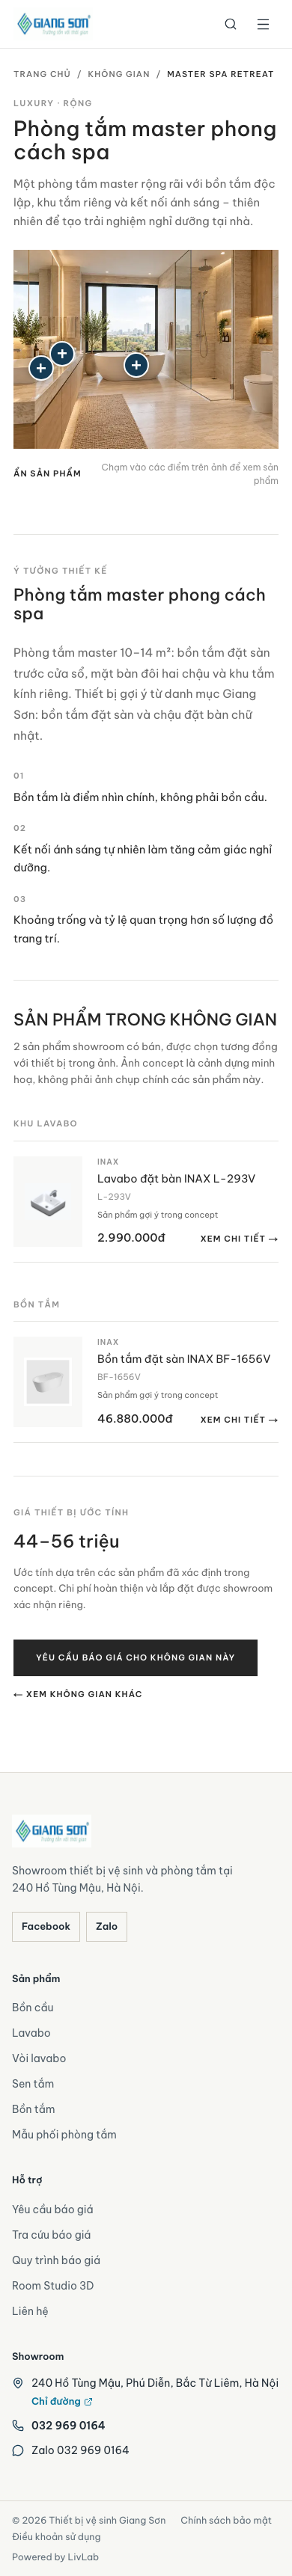 GIANG SƠN
Trường tồn với thời gian
TRANG CHỦ / KHÔNG GIAN / MASTER SPA RETREAT
LUXURY · RỘNG
Phòng tắm master phong
cách spa
Một phòng tắm master rộng rãi với bồn tắm độc
lập, khu tắm riêng và kết nối ánh sáng – thiên
nhiên để tạo trải nghiệm nghỉ dưỡng tại nhà.
ẨN SẢN PHẨM
Chạm vào các điểm trên ảnh để xem sản
phẩm
Ý TƯỞNG THIẾT KẾ
Phòng tắm master phong cách
spa
Phòng tắm master 10–14 m²: bồn tắm đặt sàn
trước cửa sổ, mặt bàn đôi hai chậu và khu tắm
kính riêng. Thiết bị gợi ý từ danh mục Giang
Sơn: bồn tắm đặt sàn và chậu đặt bàn chữ
nhật.
01
Bồn tắm là điểm nhìn chính, không phải bồn cầu.
02
Kết nối ánh sáng tự nhiên làm tăng cảm giác nghỉ
dưỡng.
03
Khoảng trống và tỷ lệ quan trọng hơn số lượng đồ
trang trí.
SẢN PHẨM TRONG KHÔNG GIAN
2 sản phẩm showroom có bán, được chọn tương đồng
với thiết bị trong ảnh. Ảnh concept là cảnh dựng minh
hoạ, không phải ảnh chụp chính các sản phẩm này.
KHU LAVABO
INAX
Lavabo đặt bàn INAX L-293V
L-293V
Sản phẩm gợi ý trong concept
2.990.000đ
XEM CHI TIẾT →
BỒN TẮM
INAX
Bồn tắm đặt sàn INAX BF-1656V
BF-1656V
Sản phẩm gợi ý trong concept
46.880.000đ
XEM CHI TIẾT →
GIÁ THIẾT BỊ ƯỚC TÍNH
44–56 triệu
Ước tính dựa trên các sản phẩm đã xác định trong
concept. Chi phí hoàn thiện và lắp đặt được showroom
xác nhận riêng.
YÊU CẦU BÁO GIÁ CHO KHÔNG GIAN NÀY
← XEM KHÔNG GIAN KHÁC
GIANG SƠN
Trường tồn với thời gian
Showroom thiết bị vệ sinh và phòng tắm tại
240 Hồ Tùng Mậu, Hà Nội.
Facebook
Zalo
Sản phẩm
Bồn cầu
Lavabo
Vòi lavabo
Sen tắm
Bồn tắm
Mẫu phối phòng tắm
Hỗ trợ
Yêu cầu báo giá
Tra cứu báo giá
Quy trình báo giá
Room Studio 3D
Liên hệ
Showroom
240 Hồ Tùng Mậu, Phú Diễn, Bắc Từ Liêm, Hà Nội
Chỉ đường
032 969 0164
Zalo 032 969 0164
© 2026 Thiết bị vệ sinh Giang Sơn
Chính sách bảo mật
Điều khoản sử dụng
Powered by LivLab